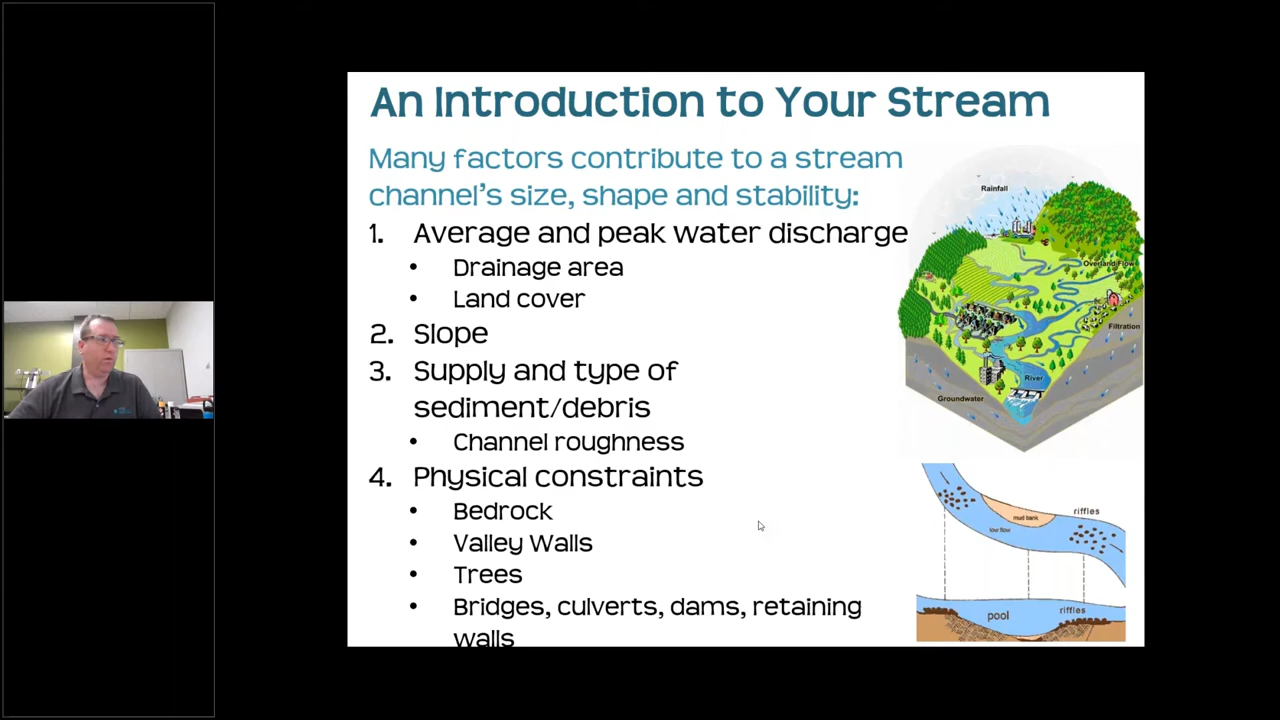 An Introduction to Your Stream
Many factors contribute to a stream
channel's size, shape and stability:
1. Average and peak water discharge
• Drainage area
• Land cover
2. Slope
3. Supply and type of
sediment/debris
• Channel roughness
4. Physical constraints
• Bedrock
• Valley Walls
• Trees
• Bridges, culverts, dams, retaining
walls
Rainfall
Overland Flow
Filtration
River
Groundwater
riffles
mud bank
low flow
pool
riffles